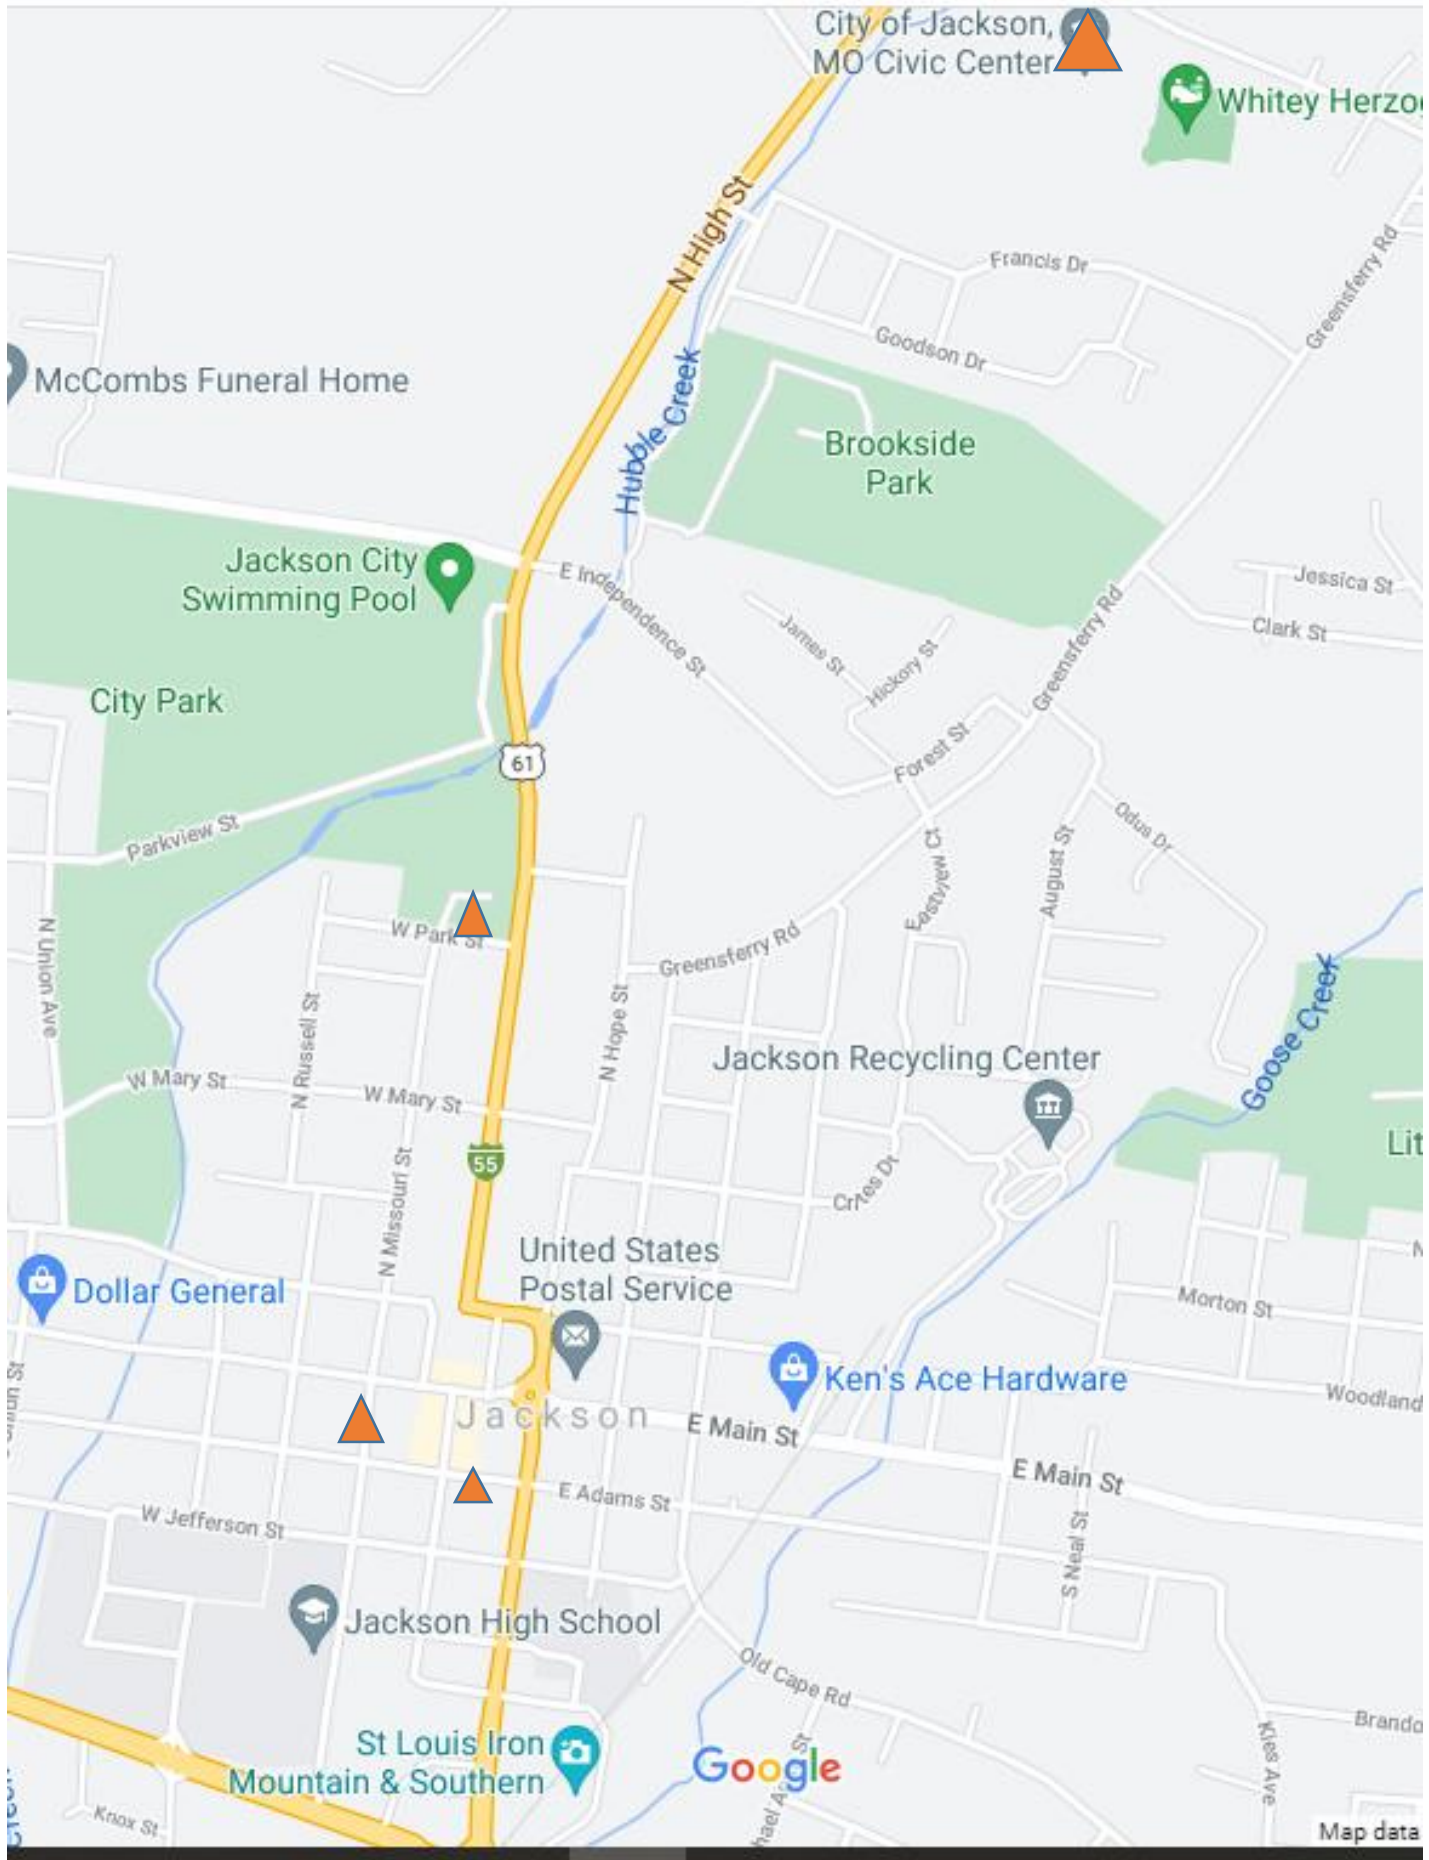 City of Jackson,
MO Civic Center
Whitey Herzo
N High St
Francis Dr
Greensferry Rd
Goodson Dr
McCombs Funeral Home
Hubble Creek
Brookside
Park
Jackson City
Swimming Pool
E Independence St
Jessica St
Clark St
James St
Hickory St
Greensferry Rd
City Park
Forest St
61
Parkview St
Odus Dr
August St
Eastview Ct
N Union Ave
W Park St
Greensferry Rd
Goose Creek
N Russell St
N Hope St
Jackson Recycling Center
W Mary St
W Mary St
Lit
55
Crites Dr
N Missouri St
United States
Postal Service
Dollar General
Morton St
N
Ken's Ace Hardware
Woodland
Jackson
E Main St
E Main St
E Adams St
W Jefferson St
S Neal St
Jackson High School
Old Cape Rd
Brando
St Louis Iron
Mountain & Southern
Google
Kies Ave
Knox St
Map data